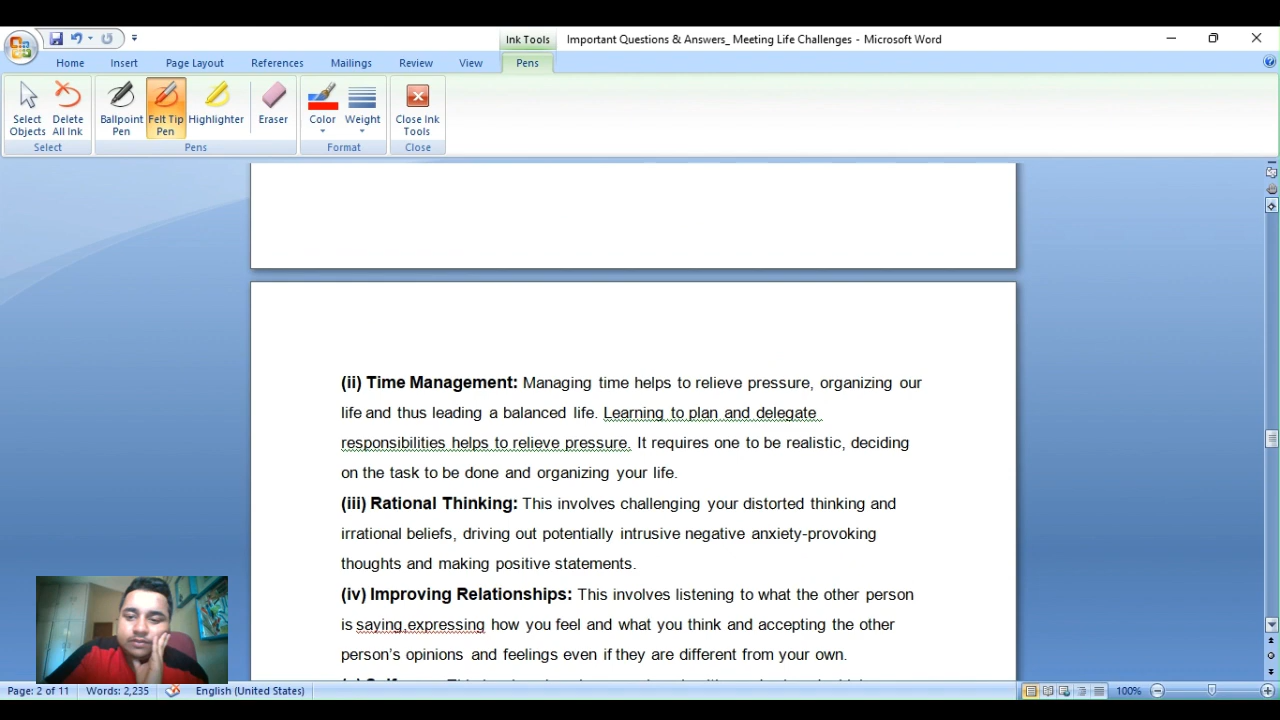 Ink Tools
Important Questions & Answers_ Meeting Life Challenges - Microsoft Word
Home Insert Page Layout References Mailings Review View Pens
Select Objects
Delete All Ink
Ballpoint Pen
Felt Tip Pen
Highlighter
Eraser
Color
Weight
Close Ink Tools
Select Pens Format Close
(ii) Time Management: Managing time helps to relieve pressure, organizing our
life and thus leading a balanced life. Learning to plan and delegate
responsibilities helps to relieve pressure. It requires one to be realistic, deciding
on the task to be done and organizing your life.
(iii) Rational Thinking: This involves challenging your distorted thinking and
irrational beliefs, driving out potentially intrusive negative anxiety-provoking
thoughts and making positive statements.
(iv) Improving Relationships: This involves listening to what the other person
is saying,expressing how you feel and what you think and accepting the other
person's opinions and feelings even if they are different from your own.
Page: 2 of 11 Words: 2,235 English (United States) 100%